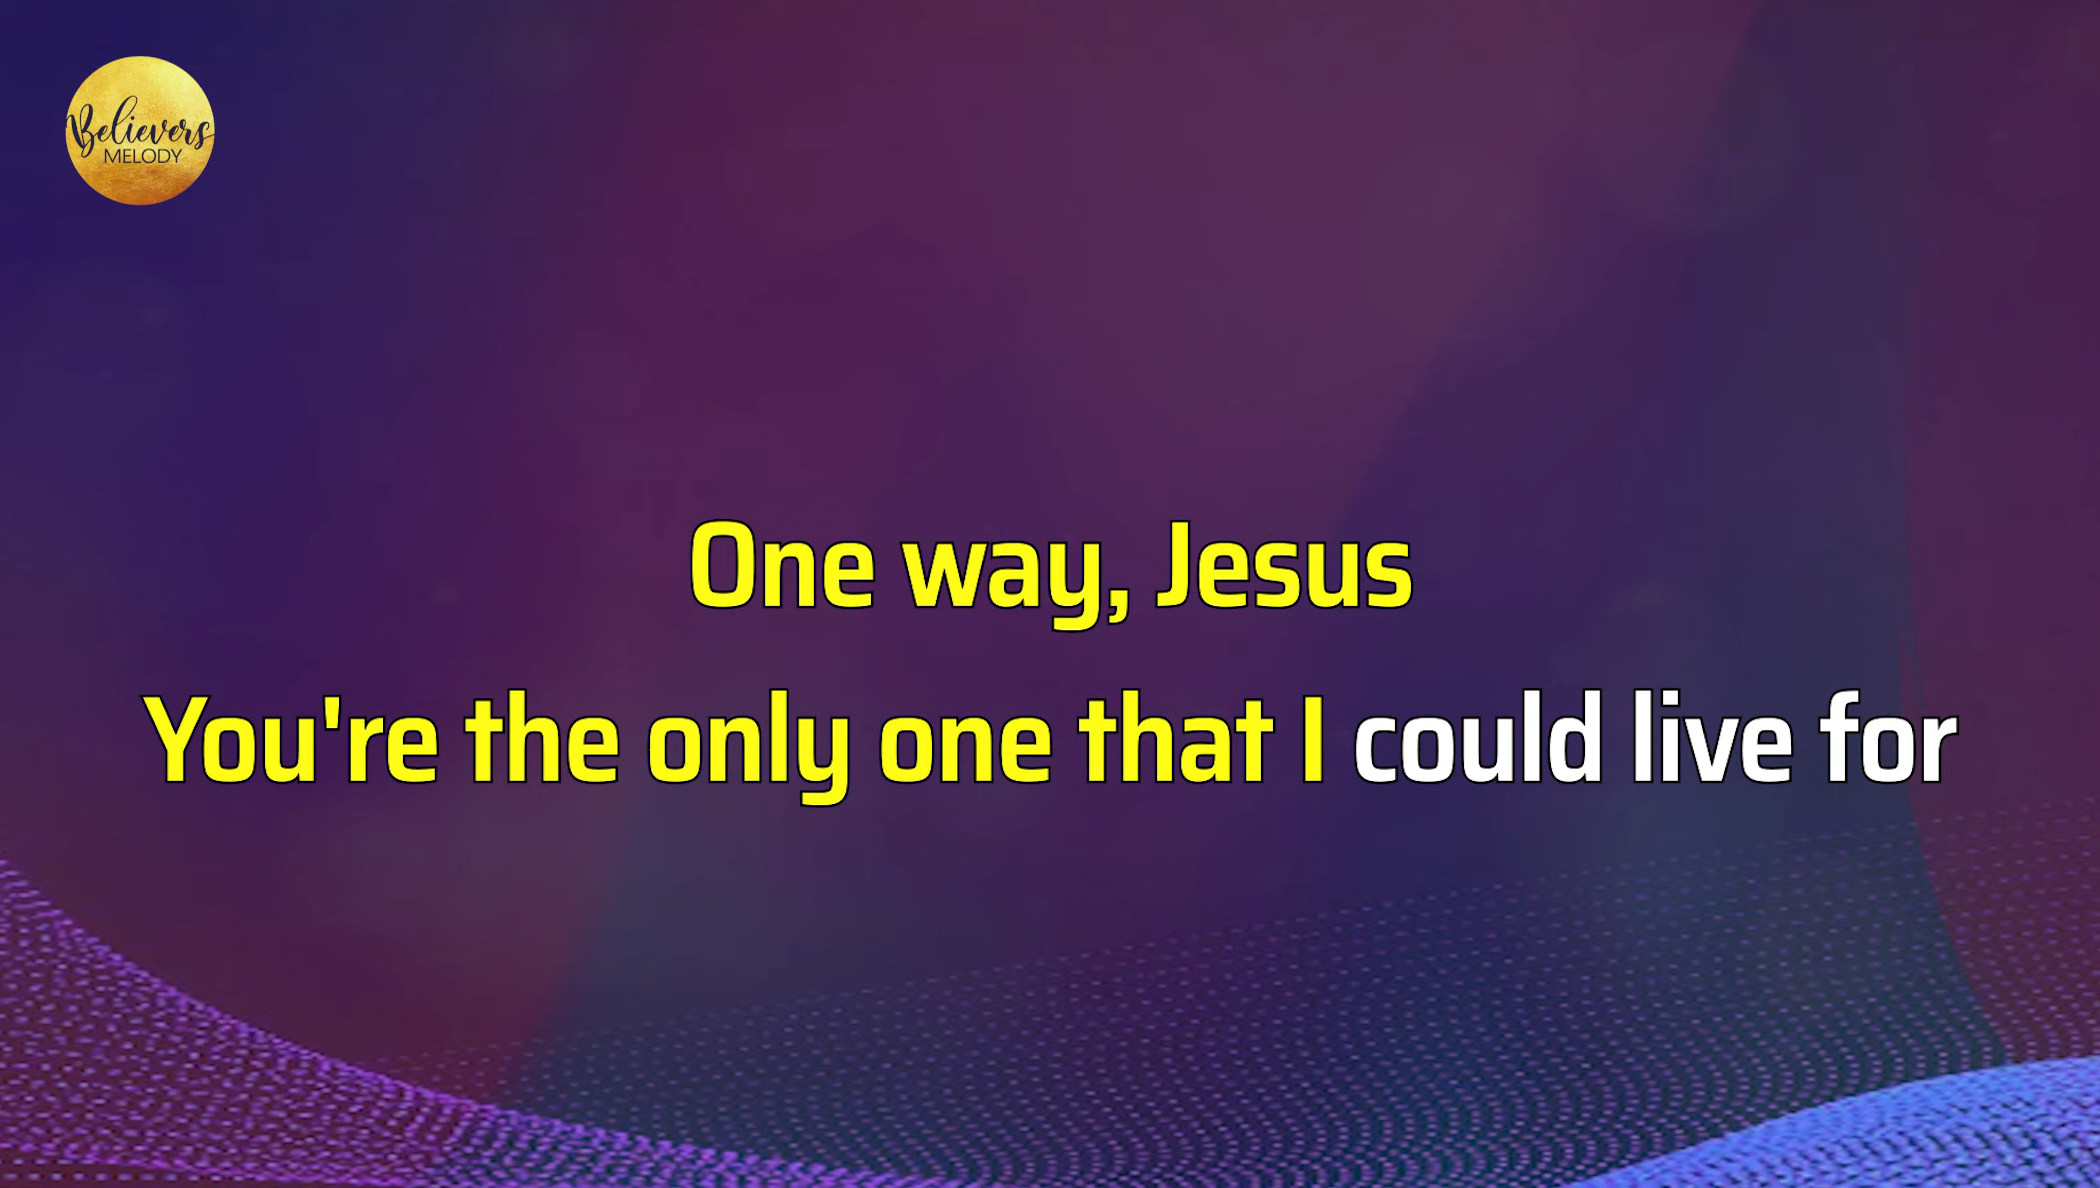 Believers
MELODY
One way, Jesus
You're the only one that I could live for